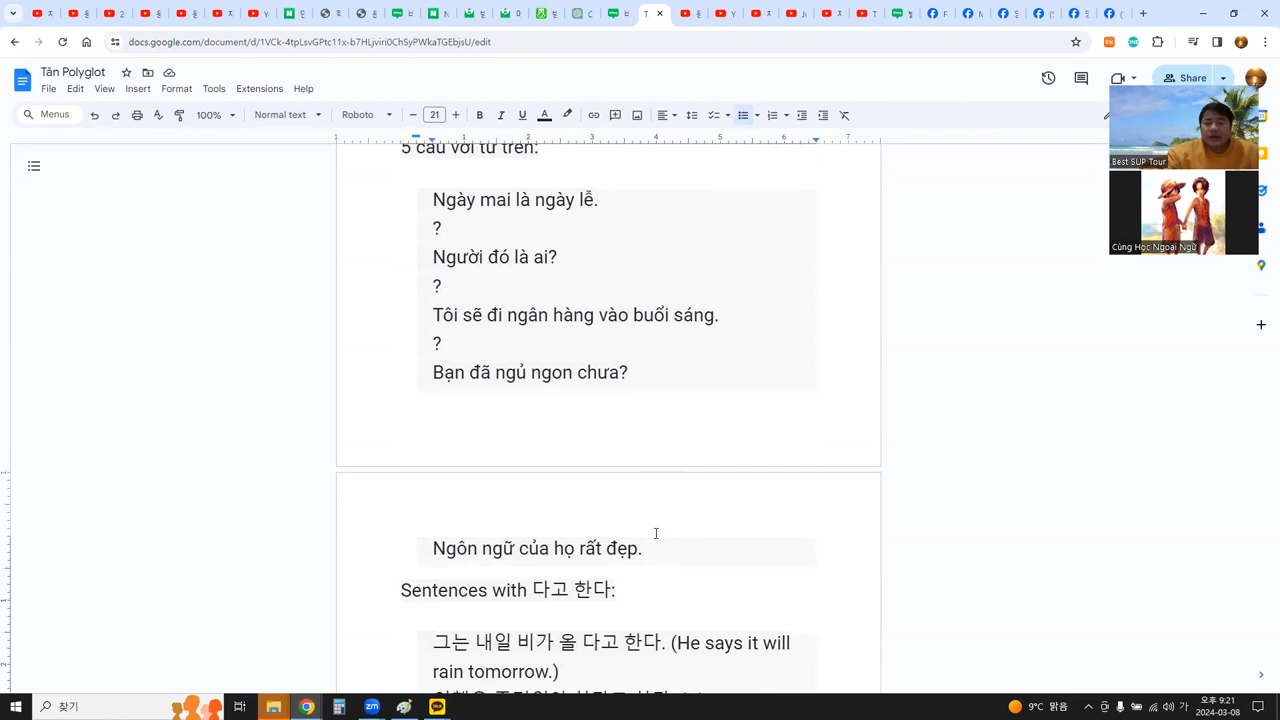 docs.google.com/document/d/1VCk-4tpLsvGPtc11x-b7HLjviri0ChSyPWkaTGEbjsU/edit
Tân Polyglot
File Edit View Insert Format Tools Extensions Help
Share
Menus 100% Normal text Roboto 21
5 câu với từ trên:
Ngày mai là ngày lễ.
?
Người đó là ai?
?
Tôi sẽ đi ngân hàng vào buổi sáng.
?
Bạn đã ngủ ngon chưa?
Ngôn ngữ của họ rất đẹp.
Sentences with 다고 한다:
그는 내일 비가 올 다고 한다. (He says it will
rain tomorrow.)
Best SUP Tour
Cùng Học Ngoại Ngữ
찾기
9°C 맑음
오후 9:21
2024-03-08